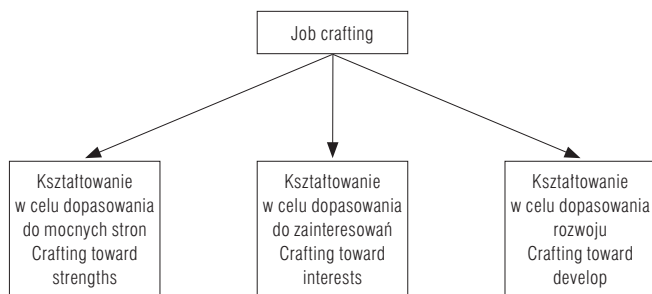 Job crafting
Kształtowanie
w celu dopasowania
do mocnych stron
Crafting toward
strengths
Kształtowanie
w celu dopasowania
do zainteresowań
Crafting toward
interests
Kształtowanie
w celu dopasowania
rozwoju
Crafting toward
develop